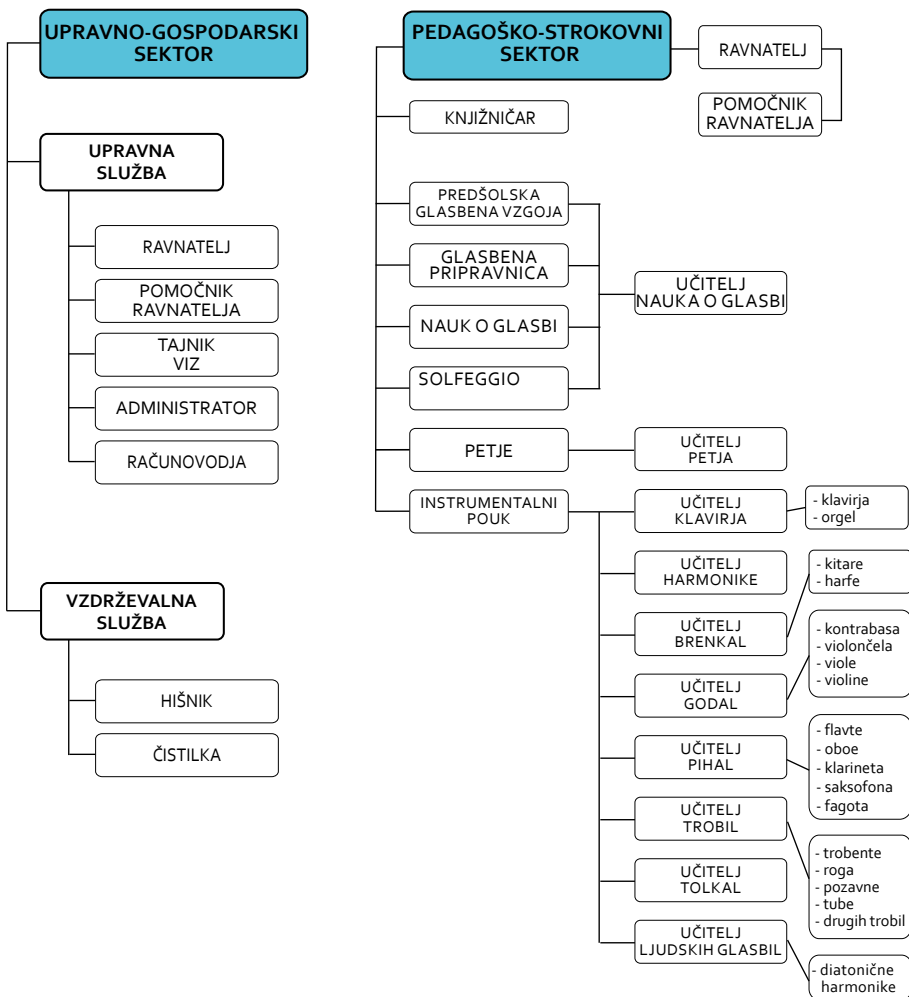 UPRAVNO-GOSPODARSKI
SEKTOR
UPRAVNA
SLUŽBA
RAVNATELJ
POMOČNIK
RAVNATELJA
TAJNIK
VIZ
ADMINISTRATOR
RAČUNOVODJA
VZDRŽEVALNA
SLUŽBA
HIŠNIK
ČISTILKA
PEDAGOŠKO-STROKOVNI
SEKTOR
RAVNATELJ
POMOČNIK
RAVNATELJA
KNJIŽNIČAR
PREDŠOLSKA
GLASBENA VZGOJA
GLASBENA
PRIPRAVNICA
NAUK O GLASBI
SOLFEGGIO
UČITELJ
NAUKA O GLASBI
PETJE
UČITELJ
PETJA
INSTRUMENTALNI
POUK
UČITELJ
KLAVIRJA
- klavirja
- orgel
UČITELJ
HARMONIKE
UČITELJ
BRENKAL
- kitare
- harfe
UČITELJ
GODAL
- kontrabasa
- violončela
- viole
- violine
UČITELJ
PIHAL
- flavte
- oboe
- klarineta
- saksofona
- fagota
UČITELJ
TROBIL
- trobente
- roga
- pozavne
- tube
- drugih trobil
UČITELJ
TOLKAL
UČITELJ
LJUDSKIH GLASBIL
- diatonične
harmonike